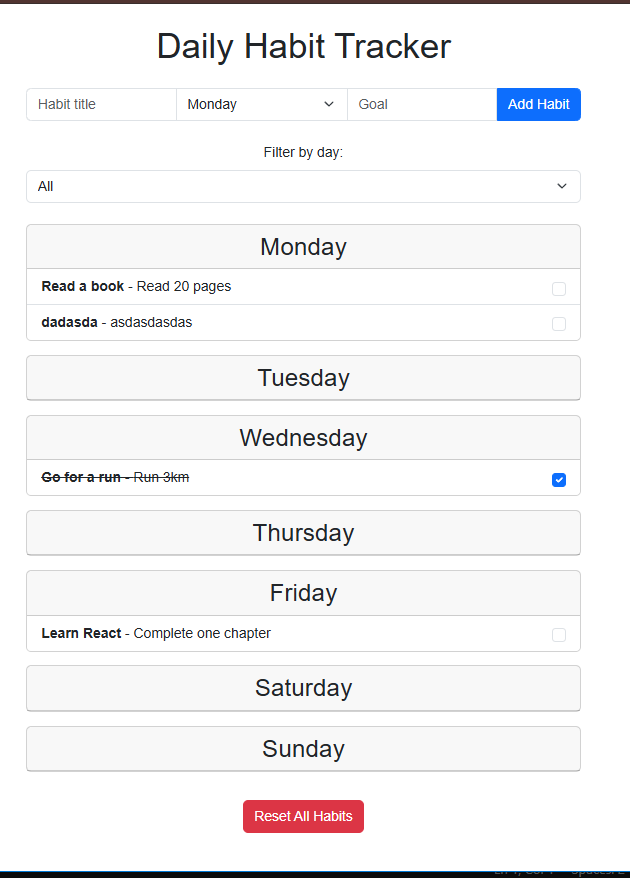 Daily Habit Tracker
Habit title Monday Goal Add Habit
Filter by day:
All
Monday
Read a book - Read 20 pages
dadasda - asdasdasdas
Tuesday
Wednesday
Go for a run - Run 3km
Thursday
Friday
Learn React - Complete one chapter
Saturday
Sunday
Reset All Habits